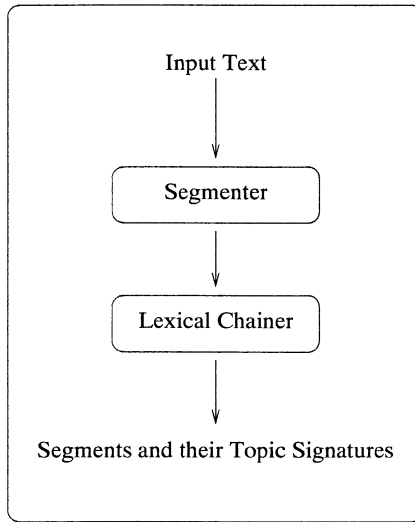 Input Text
Segmenter
Lexical Chainer
Segments and their Topic Signatures